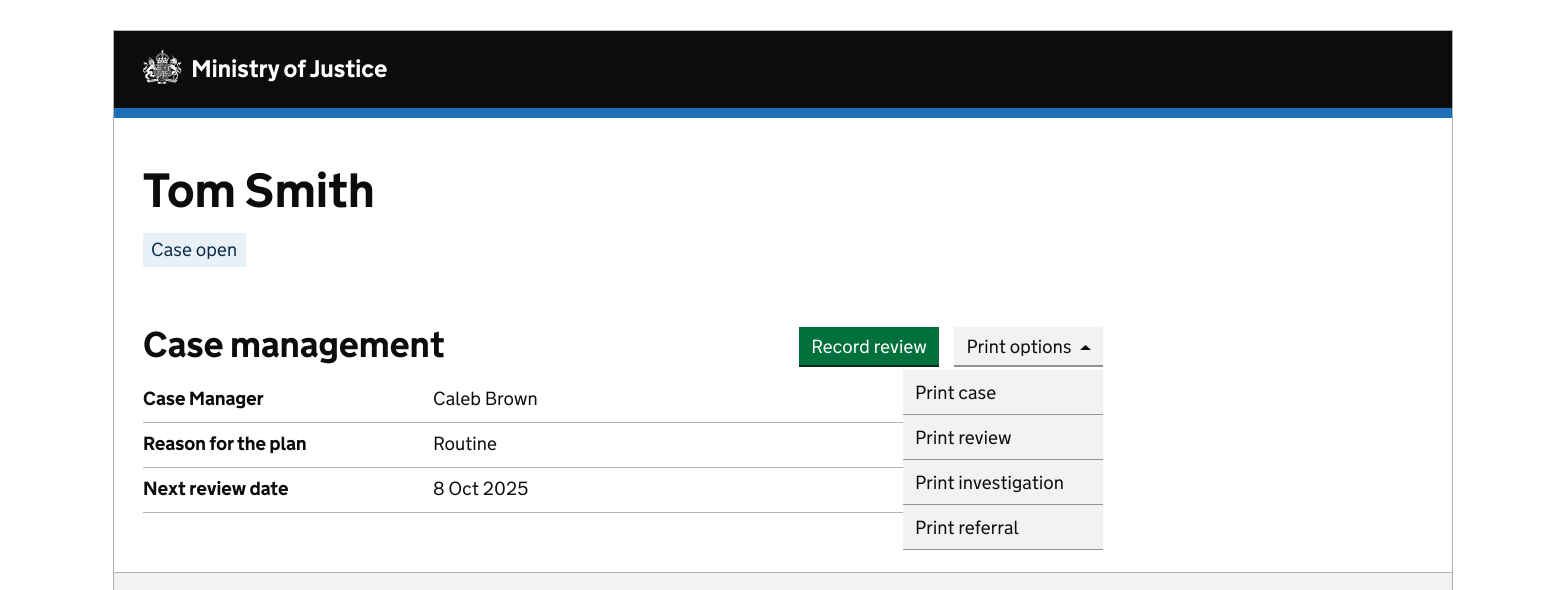 Ministry of Justice
Tom Smith
Case open
Case management
Record review
Print options
Case Manager Caleb Brown
Reason for the plan Routine
Next review date 8 Oct 2025
Print case
Print review
Print investigation
Print referral